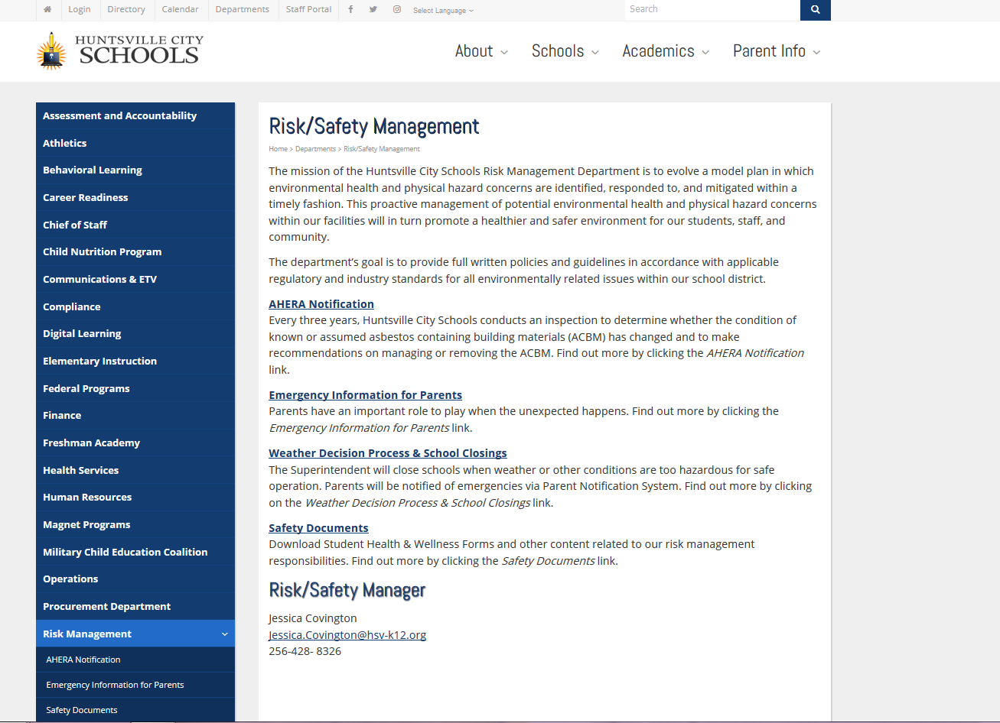 Login
Directory
Calendar
Departments
Staff Portal
Select Language
Search
HUNTSVILLE CITY
SCHOOLS
About
Schools
Academics
Parent Info
Assessment and Accountability
Athletics
Behavioral Learning
Career Readiness
Chief of Staff
Child Nutrition Program
Communications & ETV
Compliance
Digital Learning
Elementary Instruction
Federal Programs
Finance
Freshman Academy
Health Services
Human Resources
Magnet Programs
Military Child Education Coalition
Operations
Procurement Department
Risk Management
AHERA Notification
Emergency Information for Parents
Safety Documents
Risk/Safety Management
Home > Departments > Risk/Safety Management
The mission of the Huntsville City Schools Risk Management Department is to evolve a model plan in which
environmental health and physical hazard concerns are identified, responded to, and mitigated within a
timely fashion. This proactive management of potential environmental health and physical hazard concerns
within our facilities will in turn promote a healthier and safer environment for our students, staff, and
community.
The department's goal is to provide full written policies and guidelines in accordance with applicable
regulatory and industry standards for all environmentally related issues within our school district.
AHERA Notification
Every three years, Huntsville City Schools conducts an inspection to determine whether the condition of
known or assumed asbestos containing building materials (ACBM) has changed and to make
recommendations on managing or removing the ACBM. Find out more by clicking the AHERA Notification
link.
Emergency Information for Parents
Parents have an important role to play when the unexpected happens. Find out more by clicking the
Emergency Information for Parents link.
Weather Decision Process & School Closings
The Superintendent will close schools when weather or other conditions are too hazardous for safe
operation. Parents will be notified of emergencies via Parent Notification System. Find out more by clicking
on the Weather Decision Process & School Closings link.
Safety Documents
Download Student Health & Wellness Forms and other content related to our risk management
responsibilities. Find out more by clicking the Safety Documents link.
Risk/Safety Manager
Jessica Covington
Jessica.Covington@hsv-k12.org
256-428- 8326